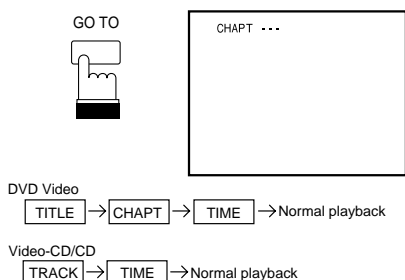 GO TO
CHAPT ---
DVD Video
TITLE → CHAPT → TIME → Normal playback
Video-CD/CD
TRACK → TIME → Normal playback